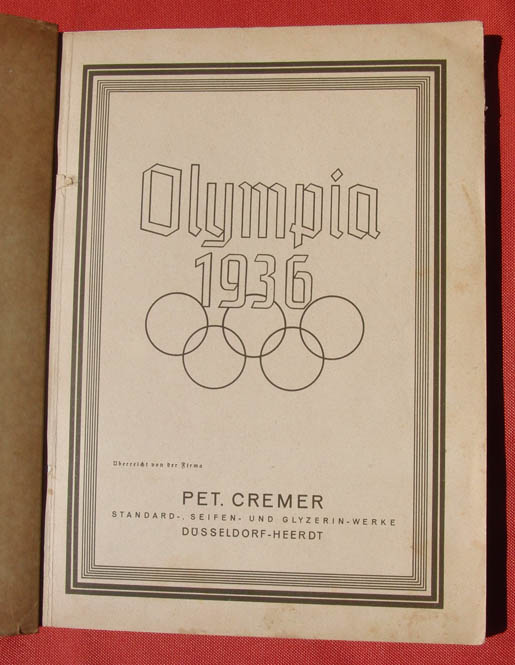 Olympia
1936
Überreicht von der Firma
PET. CREMER
STANDARD-, SEIFEN- UND GLYZERIN-WERKE
DÜSSELDORF-HEERDT